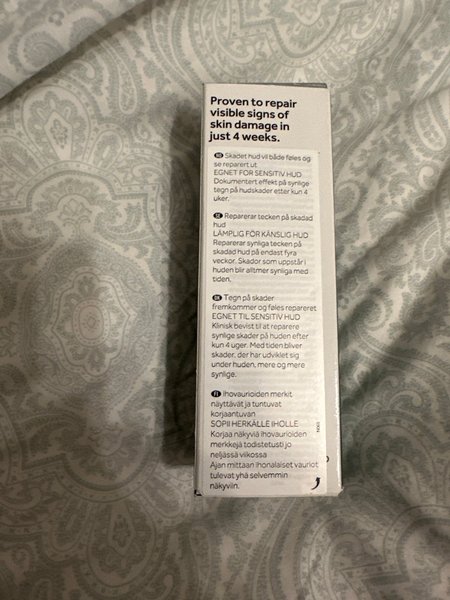 Proven to repair
visible signs of
skin damage in
just 4 weeks.
NO Skadet hud vil både føles og
se reparert ut
EGNET FOR SENSITIV HUD
Dokumentert effekt på synlige
tegn på hudskader etter kun 4
uker.
SE Reparerar tecken på skadad
hud
LÄMPLIG FÖR KÄNSLIG HUD
Reparerar synliga tecken på
skadad hud på endast fyra
veckor. Skador som uppstår i
huden blir alltmer synliga med
tiden.
DK Tegn på skader
fremkommer og føles repareret
EGNET TIL SENSITIV HUD
Klinisk bevist til at reparere
synlige skader på huden efter
kun 4 uger. Med tiden bliver
skader, der har udviklet sig
under huden, mere og mere
synlige.
FI Ihovaurioiden merkit
näyttävät ja tuntuvat
korjaantuvan
SOPII HERKÄLLE IHOLLE
Korjaa näkyviä ihovaurioiden
merkkejä todistetusti jo
neljässä viikossa
Ajan mittaan ihonalaiset vauriot
tulevat yhä selvemmin
näkyviin.